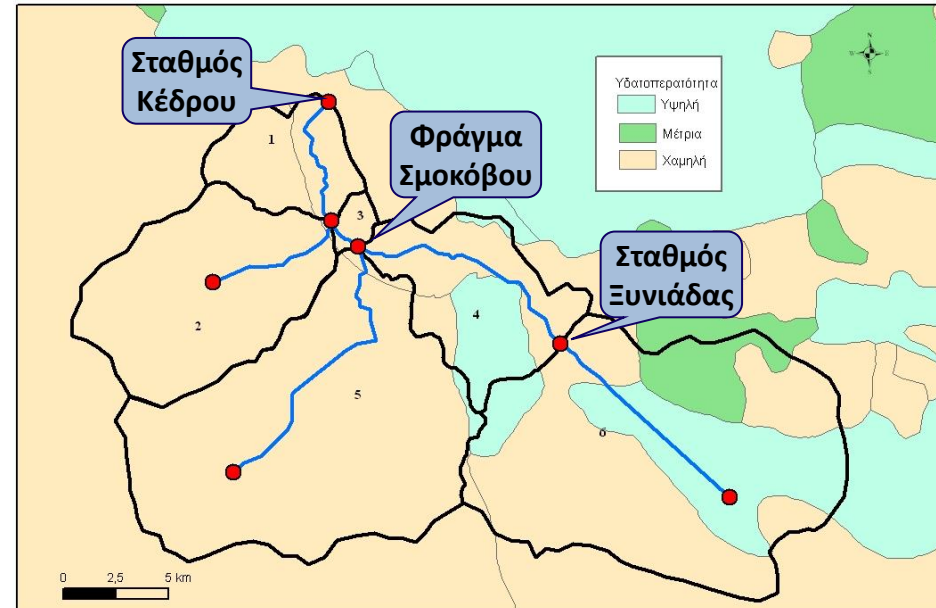 Σταθμός
Κέδρου
Φράγμα
Σμοκόβου
Σταθμός
Ξυνιάδας
Υδατοπερατότητα
Υψηλή
Μέτρια
Χαμηλή
N
W
E
S
1
3
4
2
5
6
0 2,5 5 km